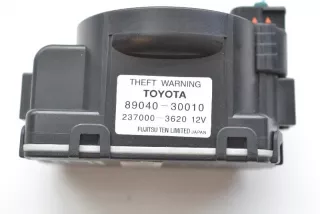 THEFT WARNING
TOYOTA
89040-30010
237000-3620 12V
FUJITSU TEN LIMITED JAPAN